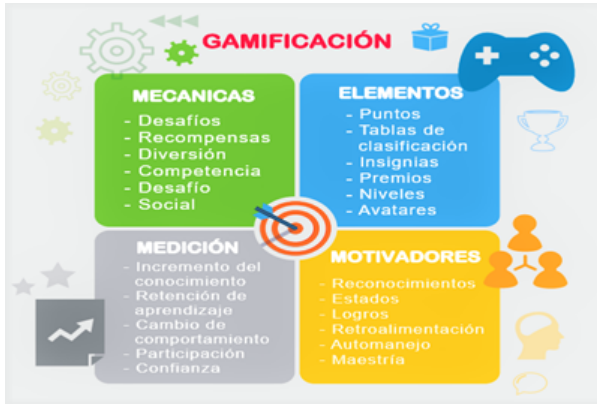 GAMIFICACIÓN
MECANICAS
- Desafíos
- Recompensas
- Diversión
- Competencia
- Desafío
- Social
ELEMENTOS
- Puntos
- Tablas de
clasificación
- Insignias
- Premios
- Niveles
- Avatares
MEDICIÓN
- Incremento del
conocimiento
- Retención de
aprendizaje
- Cambio de
comportamiento
- Participación
- Confianza
MOTIVADORES
- Reconocimientos
- Estados
- Logros
- Retroalimentación
- Automanejo
- Maestría